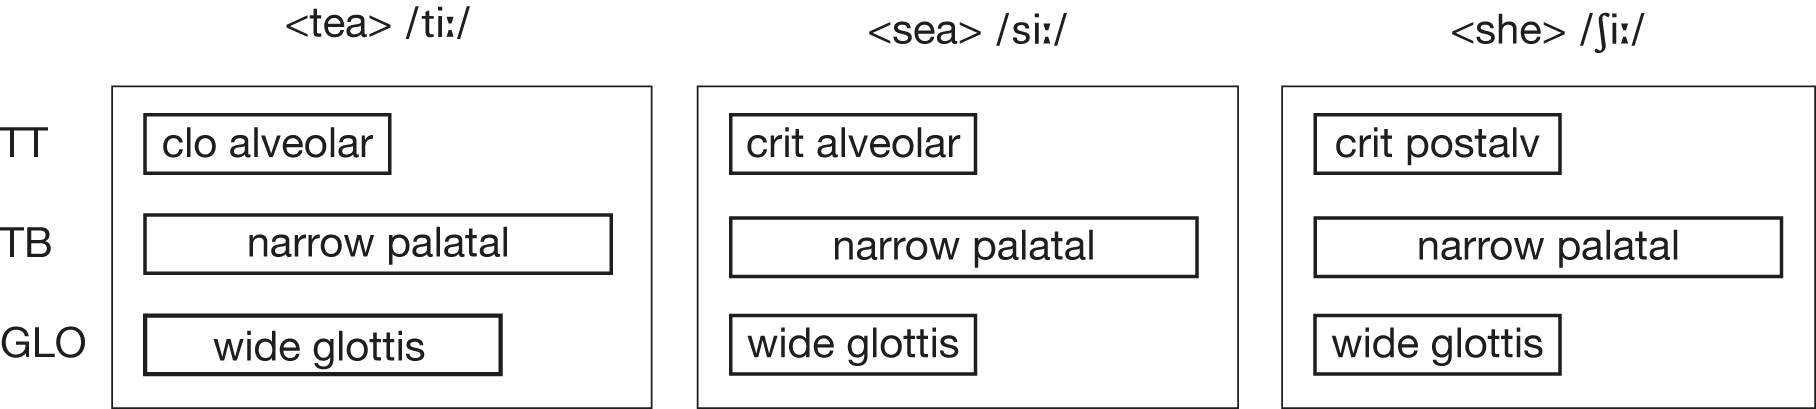 <tea> /tiː/ <sea> /siː/ <she> /ʃiː/
TT clo alveolar crit alveolar crit postalv
TB narrow palatal narrow palatal narrow palatal
GLO wide glottis wide glottis wide glottis